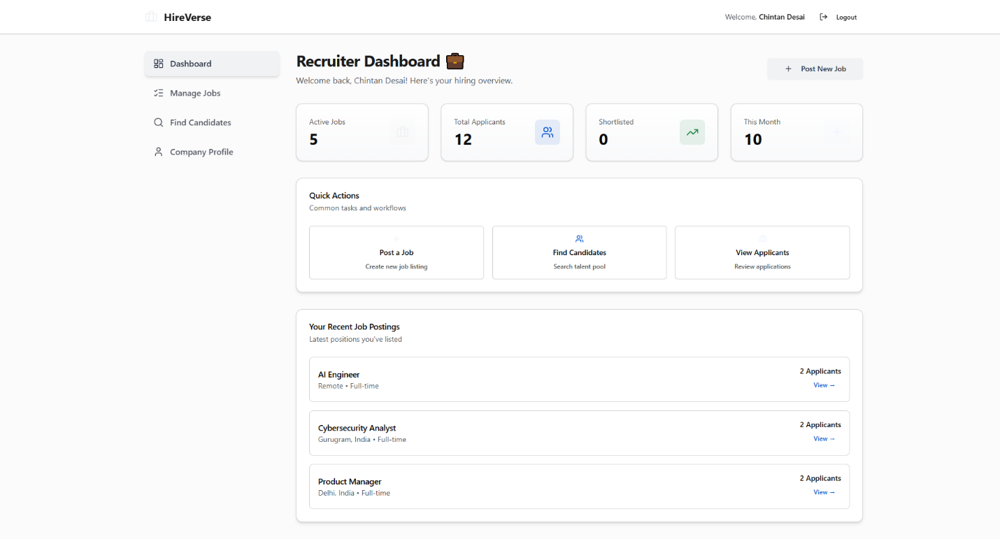 HireVerse
Welcome, Chintan Desai
Logout
Dashboard
Manage Jobs
Find Candidates
Company Profile
Recruiter Dashboard
Welcome back, Chintan Desai! Here's your hiring overview.
+ Post New Job
Active Jobs
5
Total Applicants
12
Shortlisted
0
This Month
10
Quick Actions
Common tasks and workflows
Post a Job
Create new job listing
Find Candidates
Search talent pool
View Applicants
Review applications
Your Recent Job Postings
Latest positions you've listed
AI Engineer
Remote • Full-time
2 Applicants
View →
Cybersecurity Analyst
Gurugram, India • Full-time
2 Applicants
View →
Product Manager
Delhi, India • Full-time
2 Applicants
View →